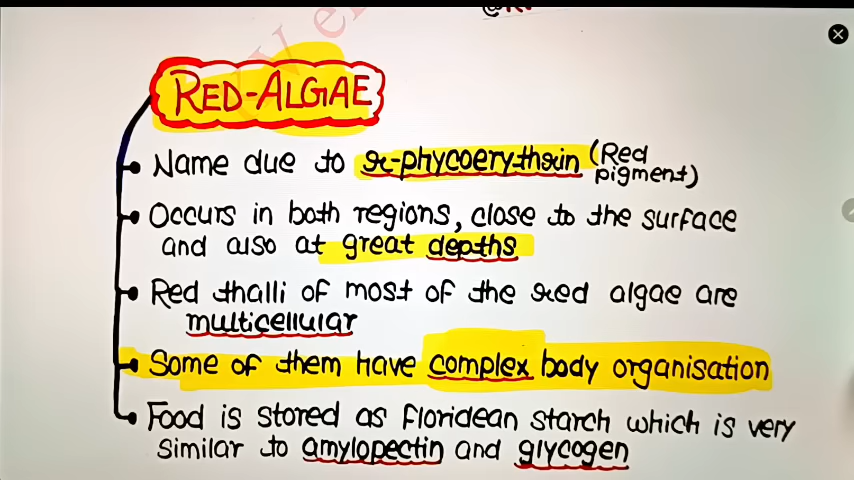 RED-ALGAE
Name due to r-phycoerythrin (Red pigment)
Occurs in both regions, close to the surface
and also at great depths
Red thalli of most of the red algae are
multicellular
Some of them have complex body organisation
Food is stored as floridean starch which is very
similar to amylopectin and glycogen